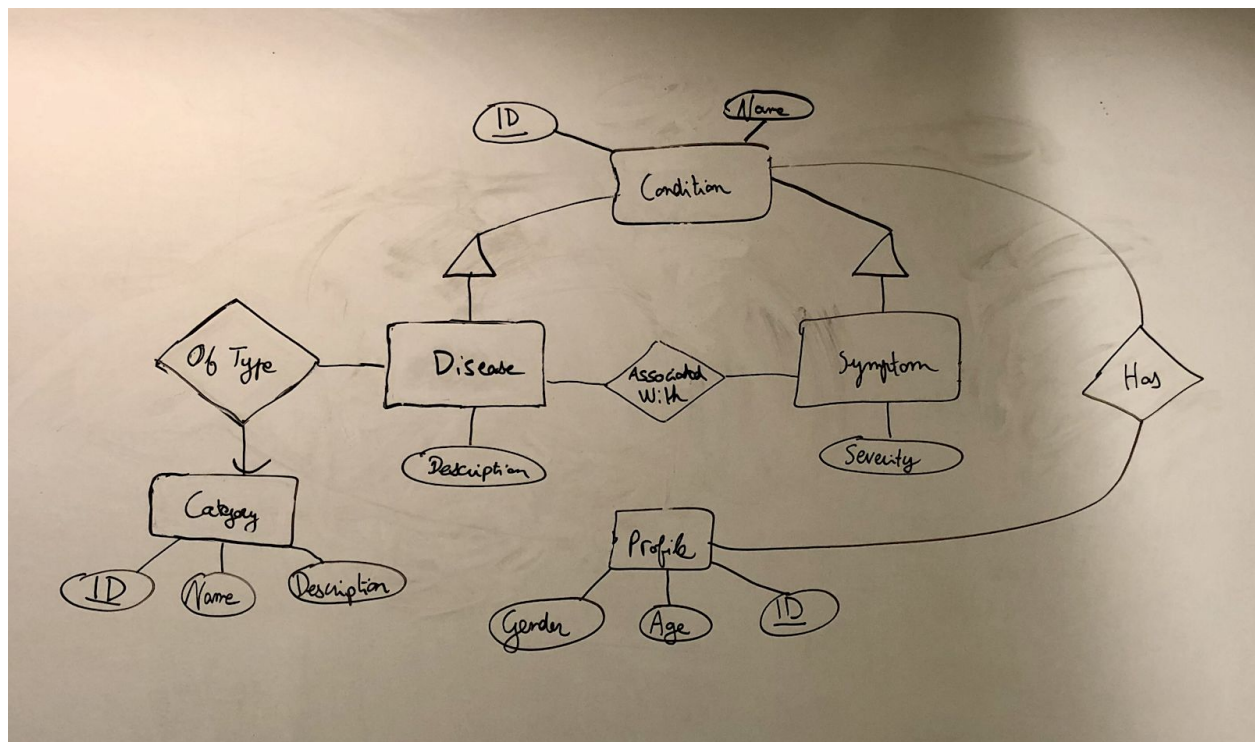 ID
Name
Condition
Of Type
Disease
Associated
With
Symptom
Has
Description
Severity
Category
Profile
ID
Name
Description
Gender
Age
ID